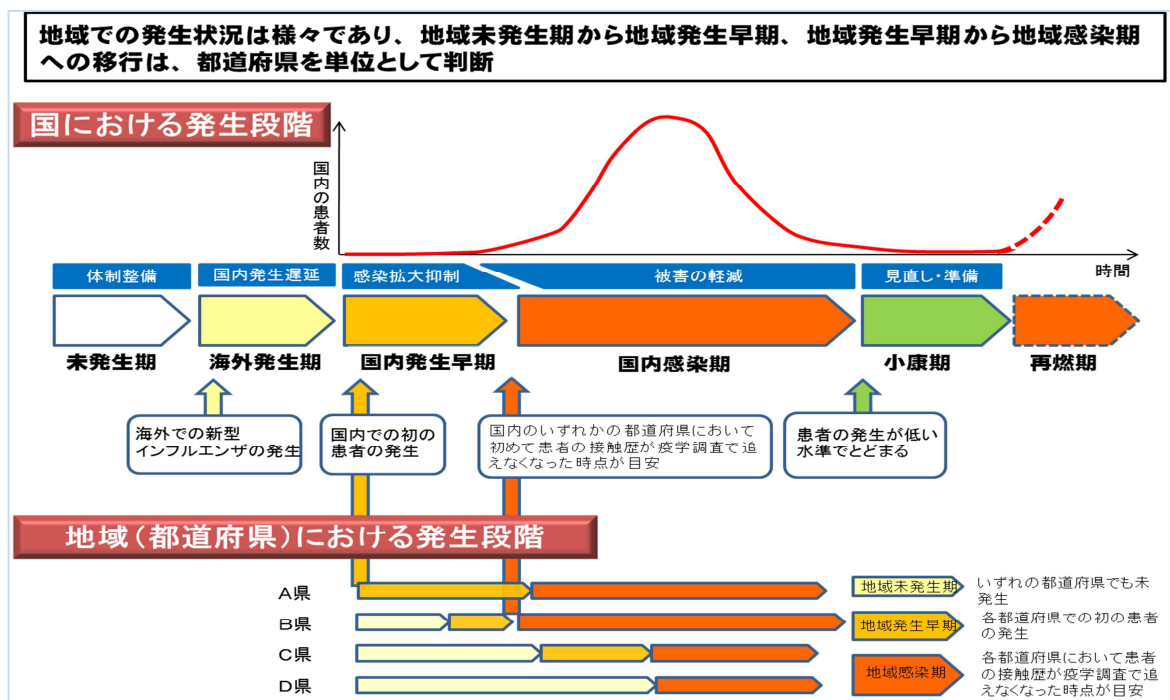 地域での発生状況は様々であり、地域未発生期から地域発生早期、地域発生早期から地域感染期
への移行は、都道府県を単位として判断
国における発生段階
国内の患者数
時間
体制整備
国内発生遅延
感染拡大抑制
被害の軽減
見直し・準備
未発生期
海外発生期
国内発生早期
国内感染期
小康期
再燃期
海外での新型
インフルエンザの発生
国内での初の
患者の発生
国内のいずれかの都道府県において
初めて患者の接触歴が疫学調査で追
えなくなった時点が目安
患者の発生が低い
水準でとどまる
地域(都道府県)における発生段階
A県
B県
C県
D県
地域未発生期
いずれの都道府県でも未
発生
地域発生早期
各都道府県での初の患者
の発生
地域感染期
各都道府県において患者
の接触歴が疫学調査で追
えなくなった時点が目安